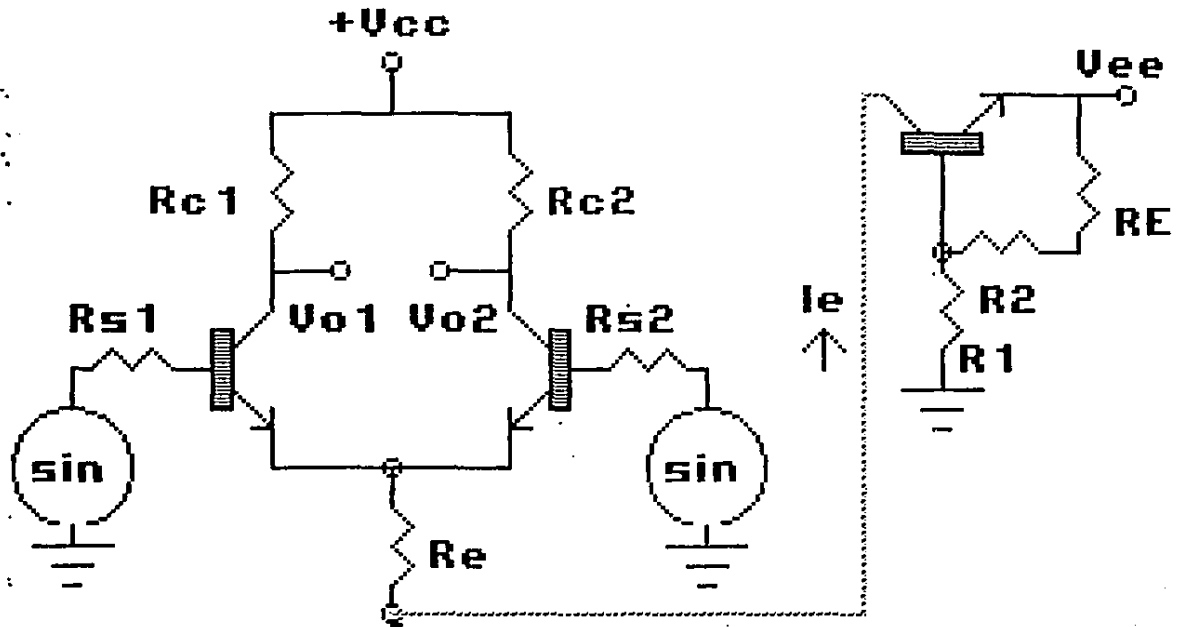 +Vcc
Vee
Rc1
Rc2
RE
Rs1
Vo1
Vo2
Rs2
Ie
R2
R1
sin
sin
Re